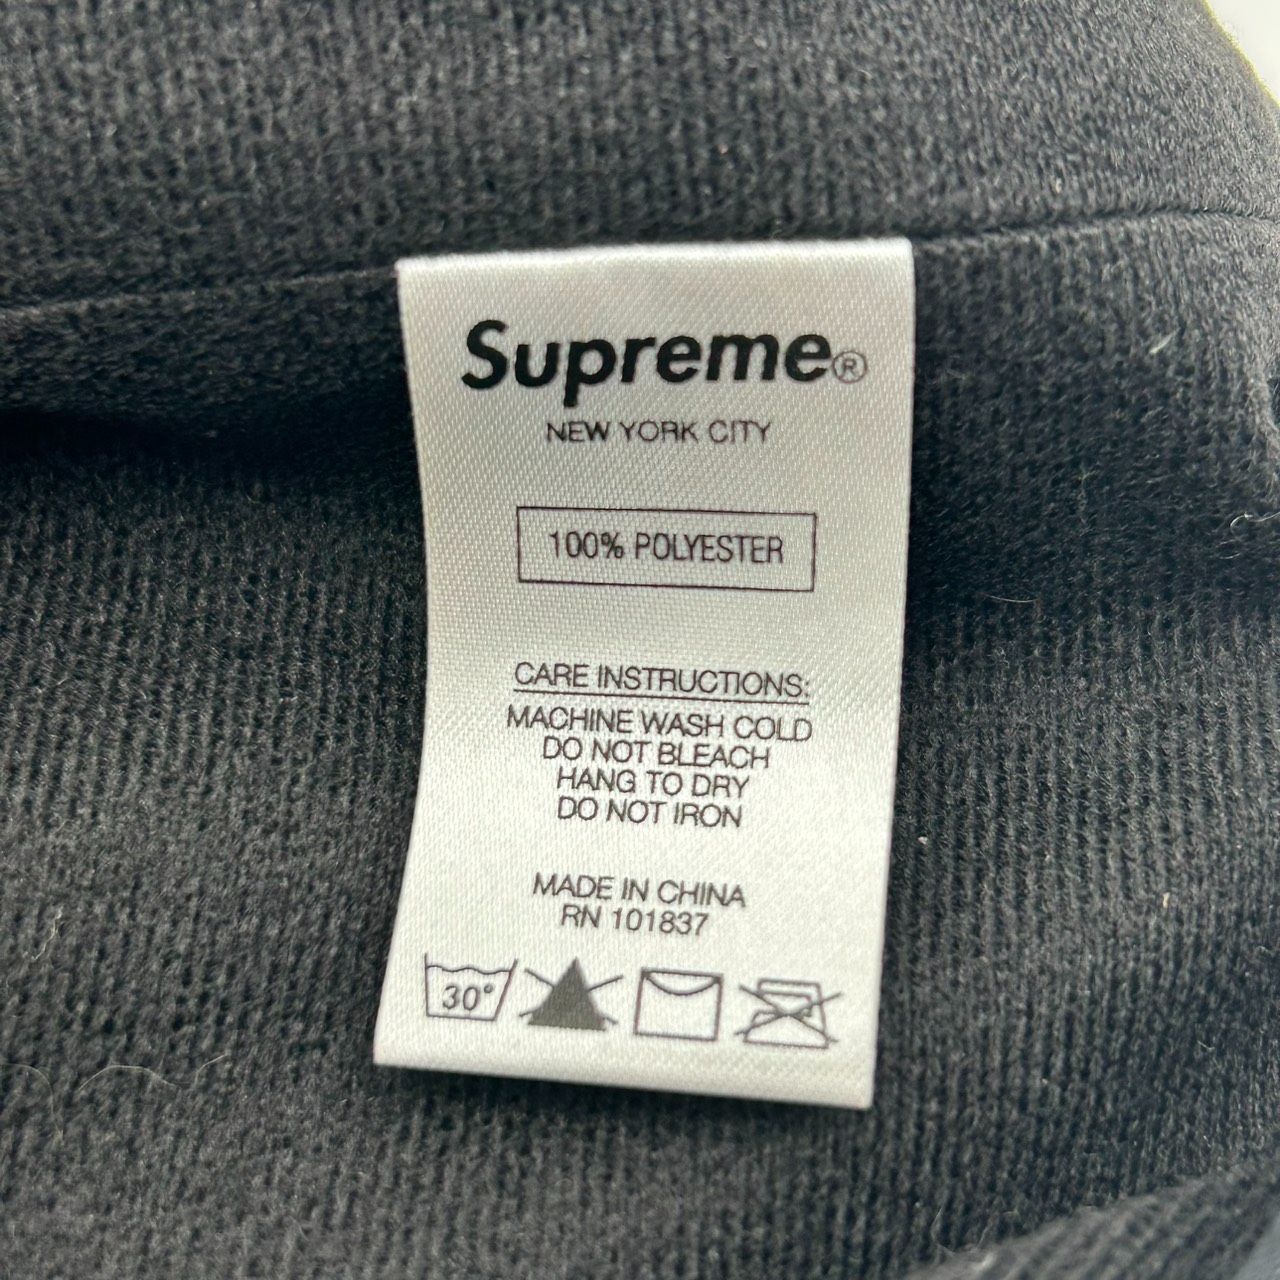 Supreme®
NEW YORK CITY
100% POLYESTER
CARE INSTRUCTIONS:
MACHINE WASH COLD
DO NOT BLEACH
HANG TO DRY
DO NOT IRON
MADE IN CHINA
RN 101837
30°